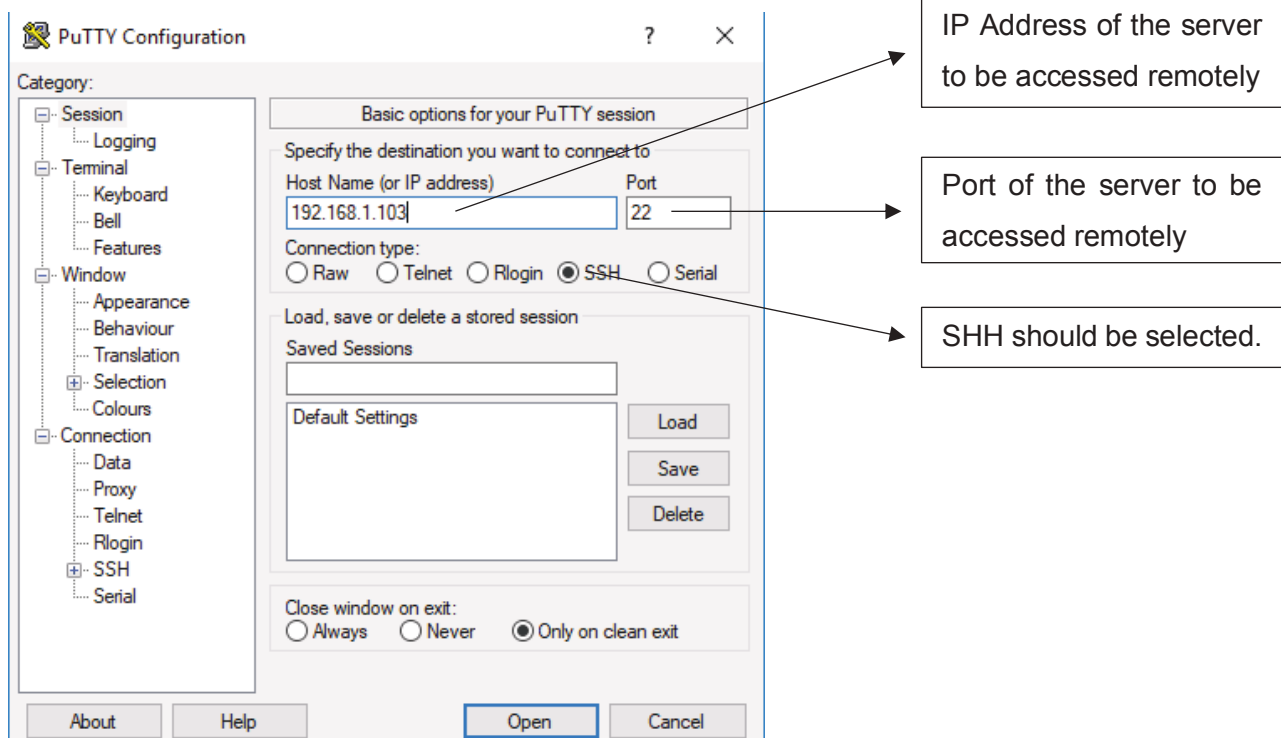 PuTTY Configuration
?
Category:
Session
Logging
Terminal
Keyboard
Bell
Features
Window
Appearance
Behaviour
Translation
Selection
Colours
Connection
Data
Proxy
Telnet
Rlogin
SSH
Serial
Basic options for your PuTTY session
Specify the destination you want to connect to
Host Name (or IP address) Port
192.168.1.103 22
Connection type:
Raw Telnet Rlogin SSH Serial
Load, save or delete a stored session
Saved Sessions
Default Settings
Load
Save
Delete
Close window on exit:
Always Never Only on clean exit
About Help Open Cancel
IP Address of the server
to be accessed remotely
Port of the server to be
accessed remotely
SHH should be selected.